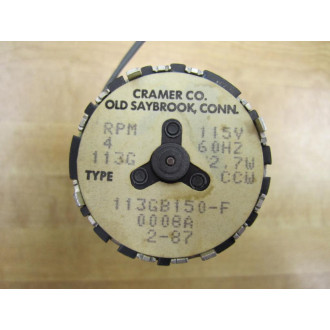 CRAMER CO.
OLD SAYBROOK, CONN.
RPM 115V
4 60HZ
113G 2.7W
TYPE CCW
113GB150-F
0008A
2-87